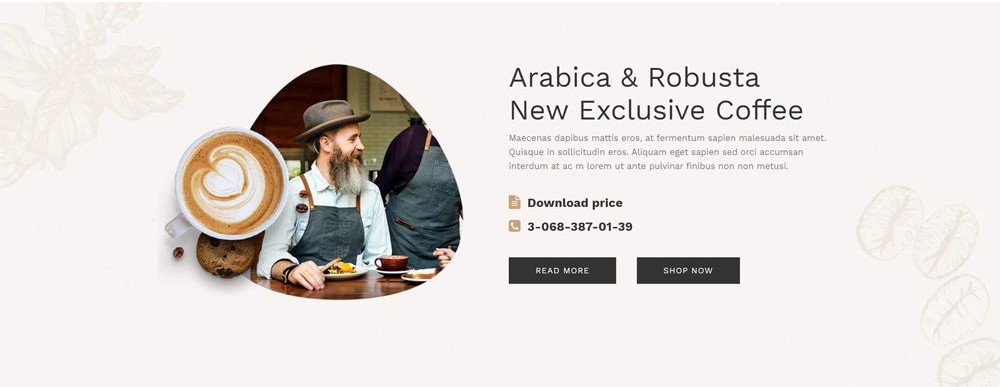 Arabica & Robusta
New Exclusive Coffee
Maecenas dapibus mattis eros, at fermentum sapien malesuada sit amet.
Quisque in sollicitudin eros. Aliquam eget sapien sed orci accumsan
interdum at ac m lorem ut ante pulvinar finibus non non metusi.
Download price
3-068-387-01-39
READ MORE
SHOP NOW